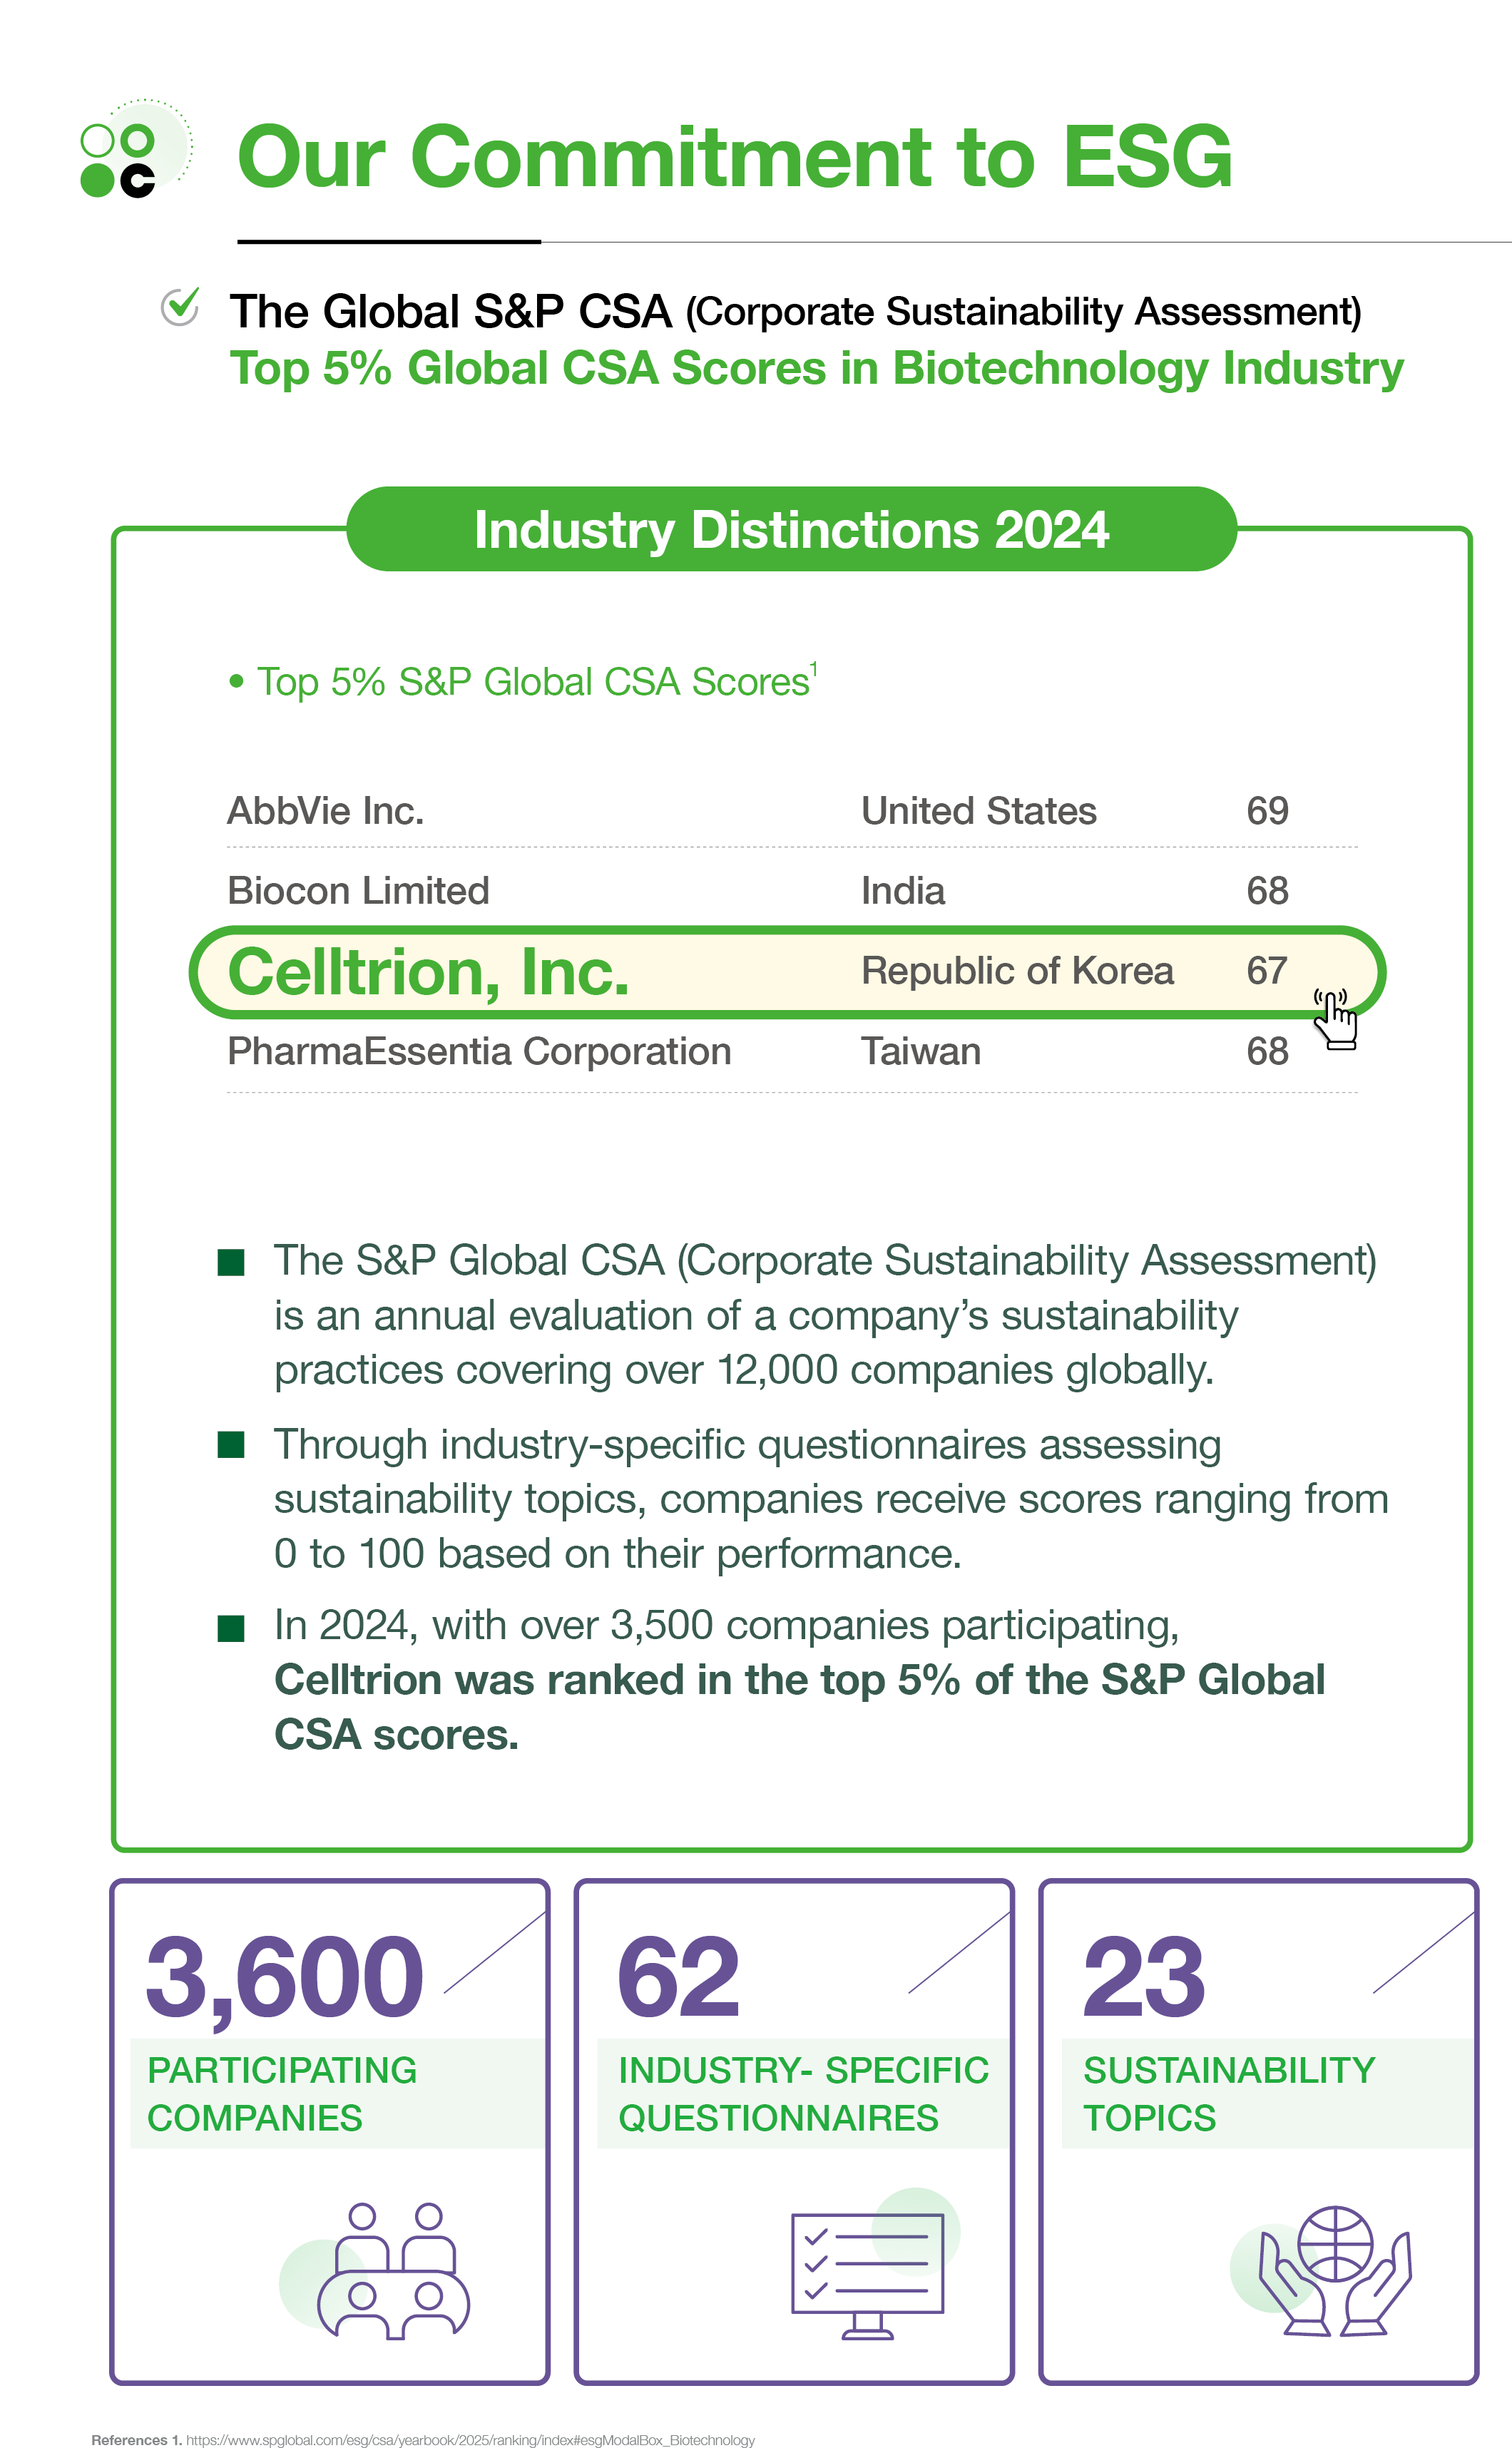 Our Commitment to ESG
The Global S&P CSA (Corporate Sustainability Assessment)
Top 5% Global CSA Scores in Biotechnology Industry
Industry Distinctions 2024
• Top 5% S&P Global CSA Scores¹
AbbVie Inc. United States 69
Biocon Limited India 68
Celltrion, Inc. Republic of Korea 67
PharmaEssentia Corporation Taiwan 68
The S&P Global CSA (Corporate Sustainability Assessment)
is an annual evaluation of a company’s sustainability
practices covering over 12,000 companies globally.
Through industry-specific questionnaires assessing
sustainability topics, companies receive scores ranging from
0 to 100 based on their performance.
In 2024, with over 3,500 companies participating,
Celltrion was ranked in the top 5% of the S&P Global
CSA scores.
3,600
PARTICIPATING
COMPANIES
62
INDUSTRY- SPECIFIC
QUESTIONNAIRES
23
SUSTAINABILITY
TOPICS
References 1. https://www.spglobal.com/esg/csa/yearbook/2025/ranking/index#esgModalBox_Biotechnology